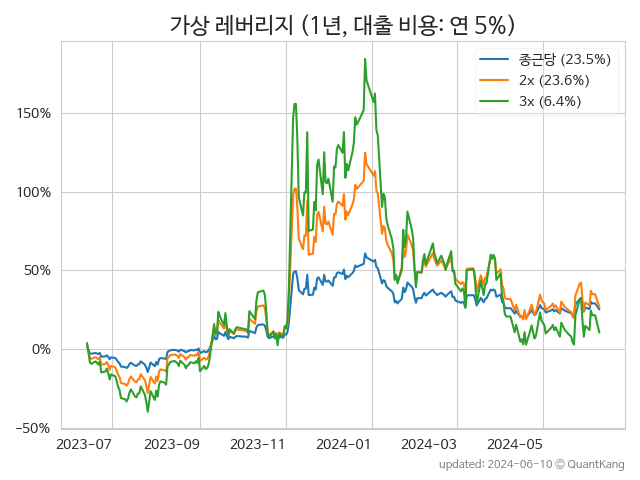 가상 레버리지 (1년, 대출 비용: 연 5%)
종근당 (23.5%)
2x (23.6%)
3x (6.4%)
150%
100%
50%
0%
−50%
2023-07 2023-09 2023-11 2024-01 2024-03 2024-05
updated: 2024-06-10 © QuantKang